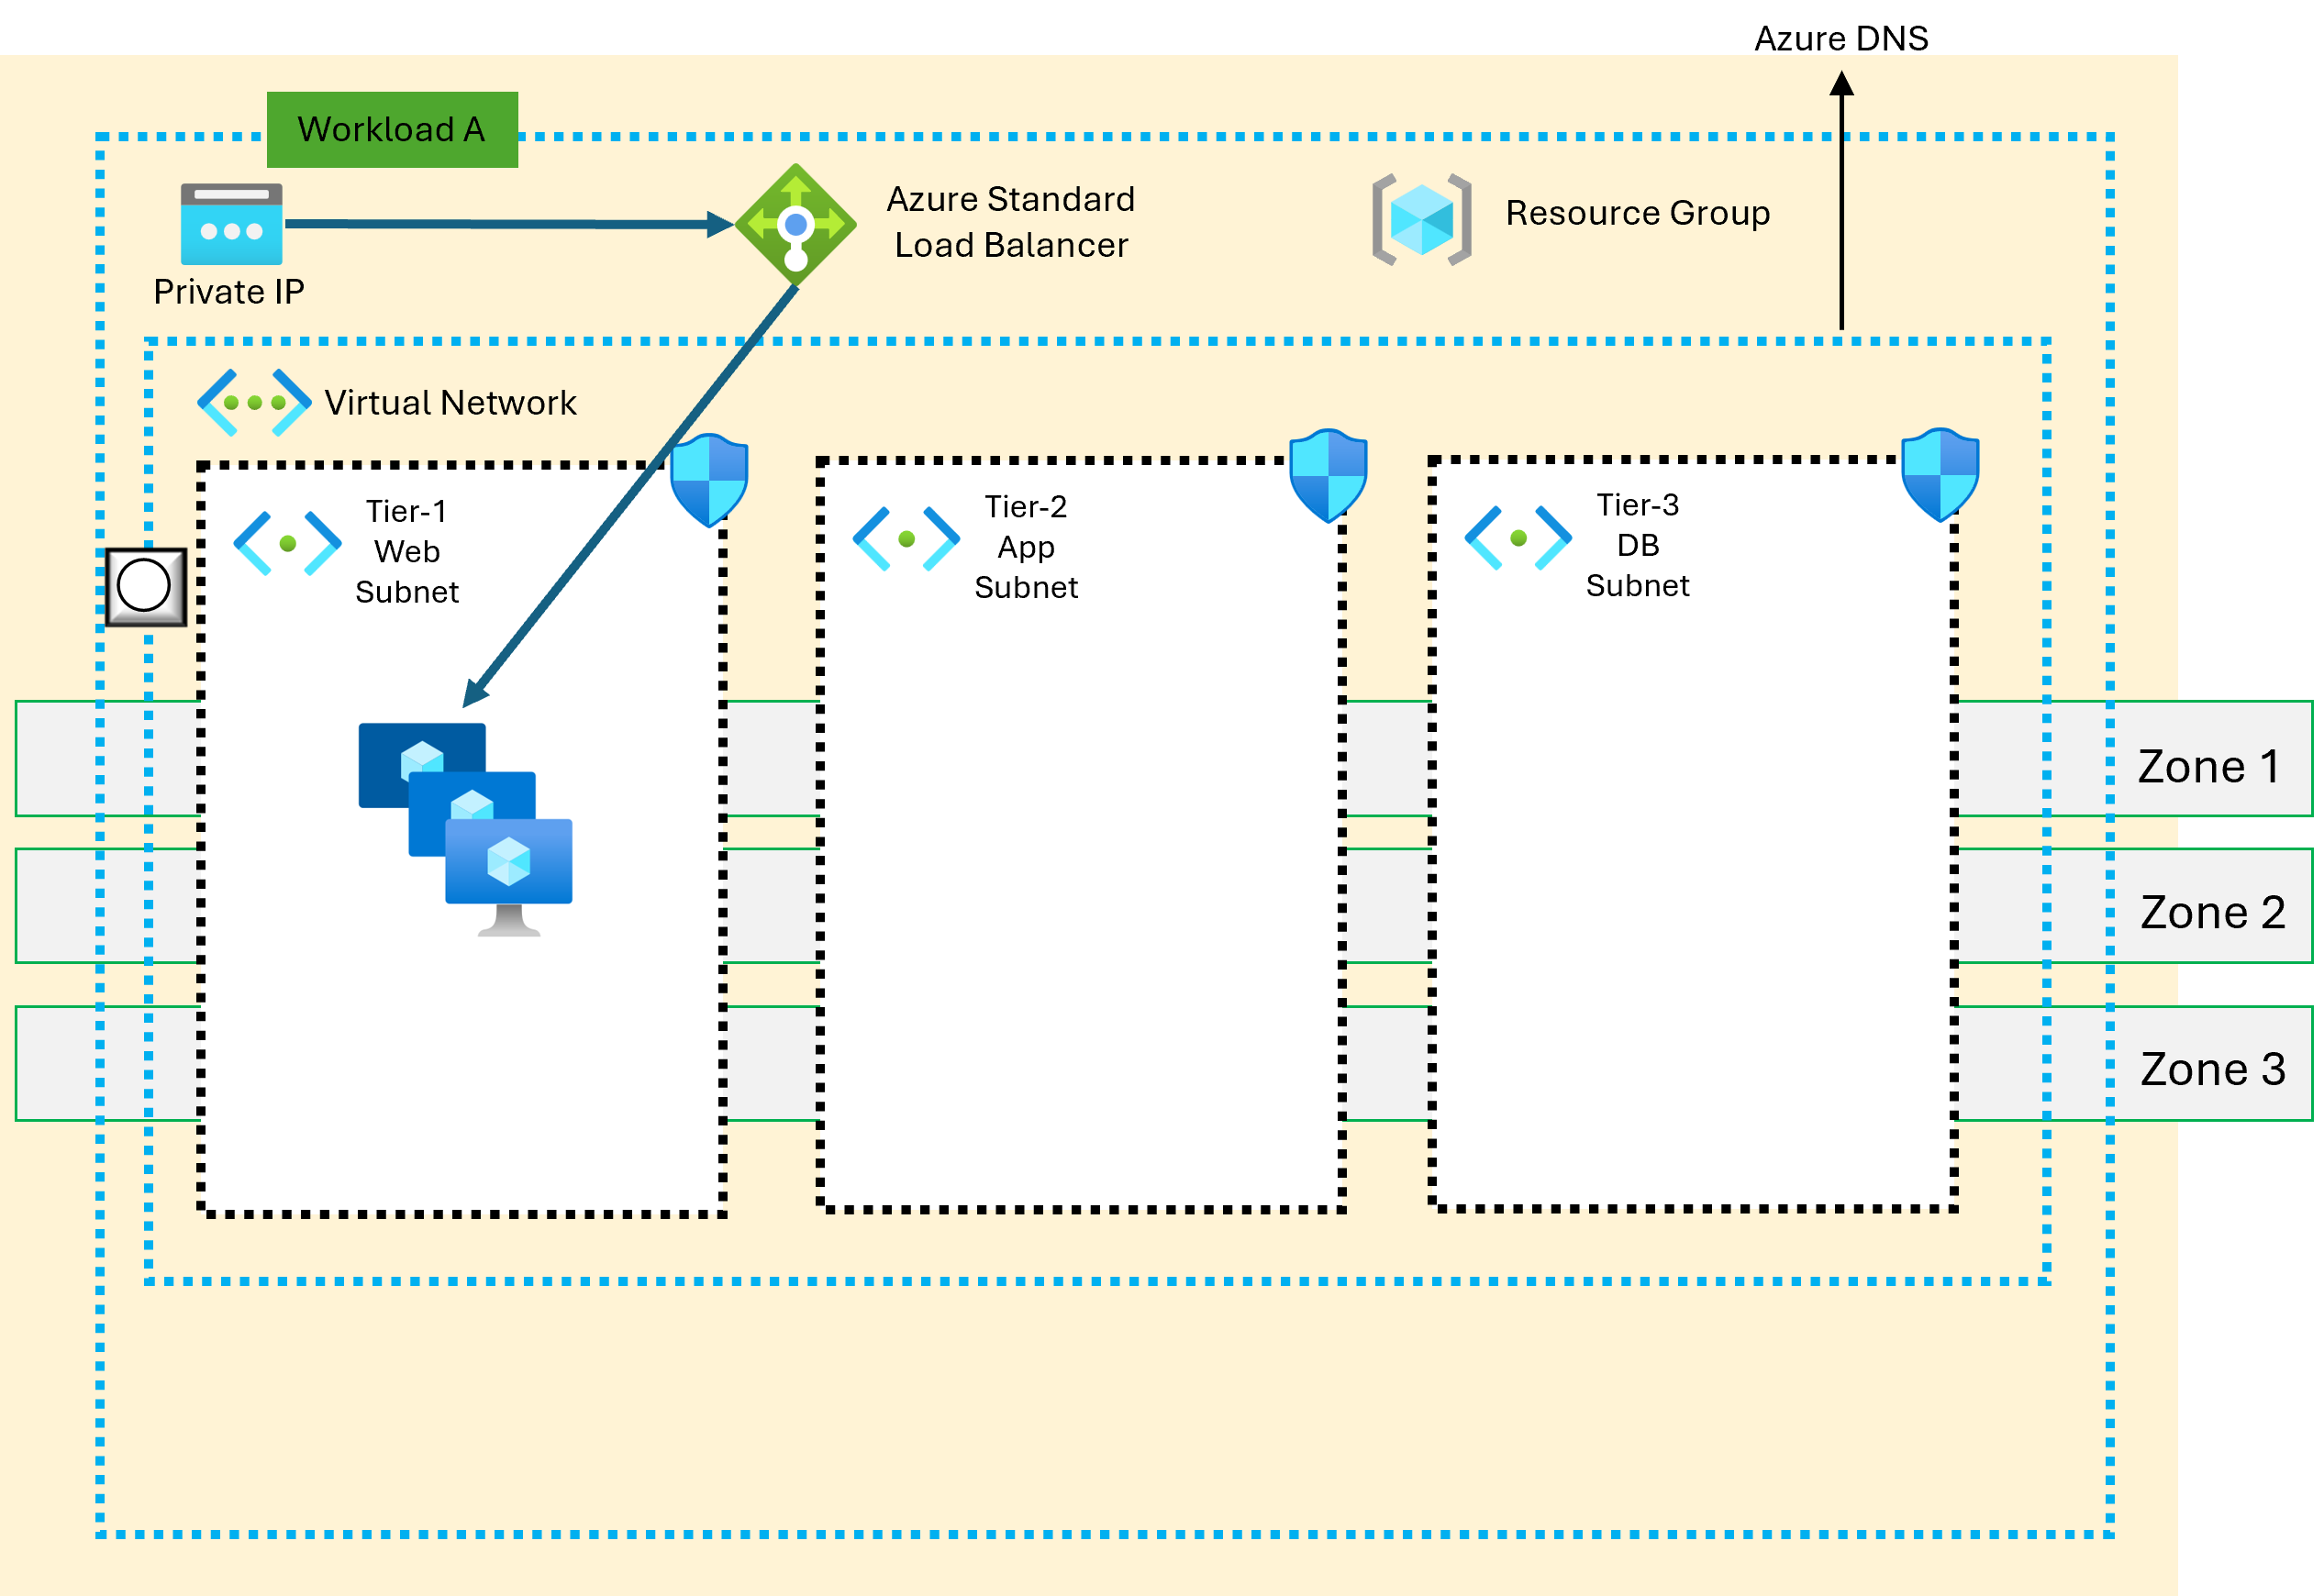 Azure DNS
Workload A
Azure Standard
Load Balancer
Resource Group
Private IP
Virtual Network
Tier-1
Web
Subnet
Tier-2
App
Subnet
Tier-3
DB
Subnet
Zone 1
Zone 2
Zone 3